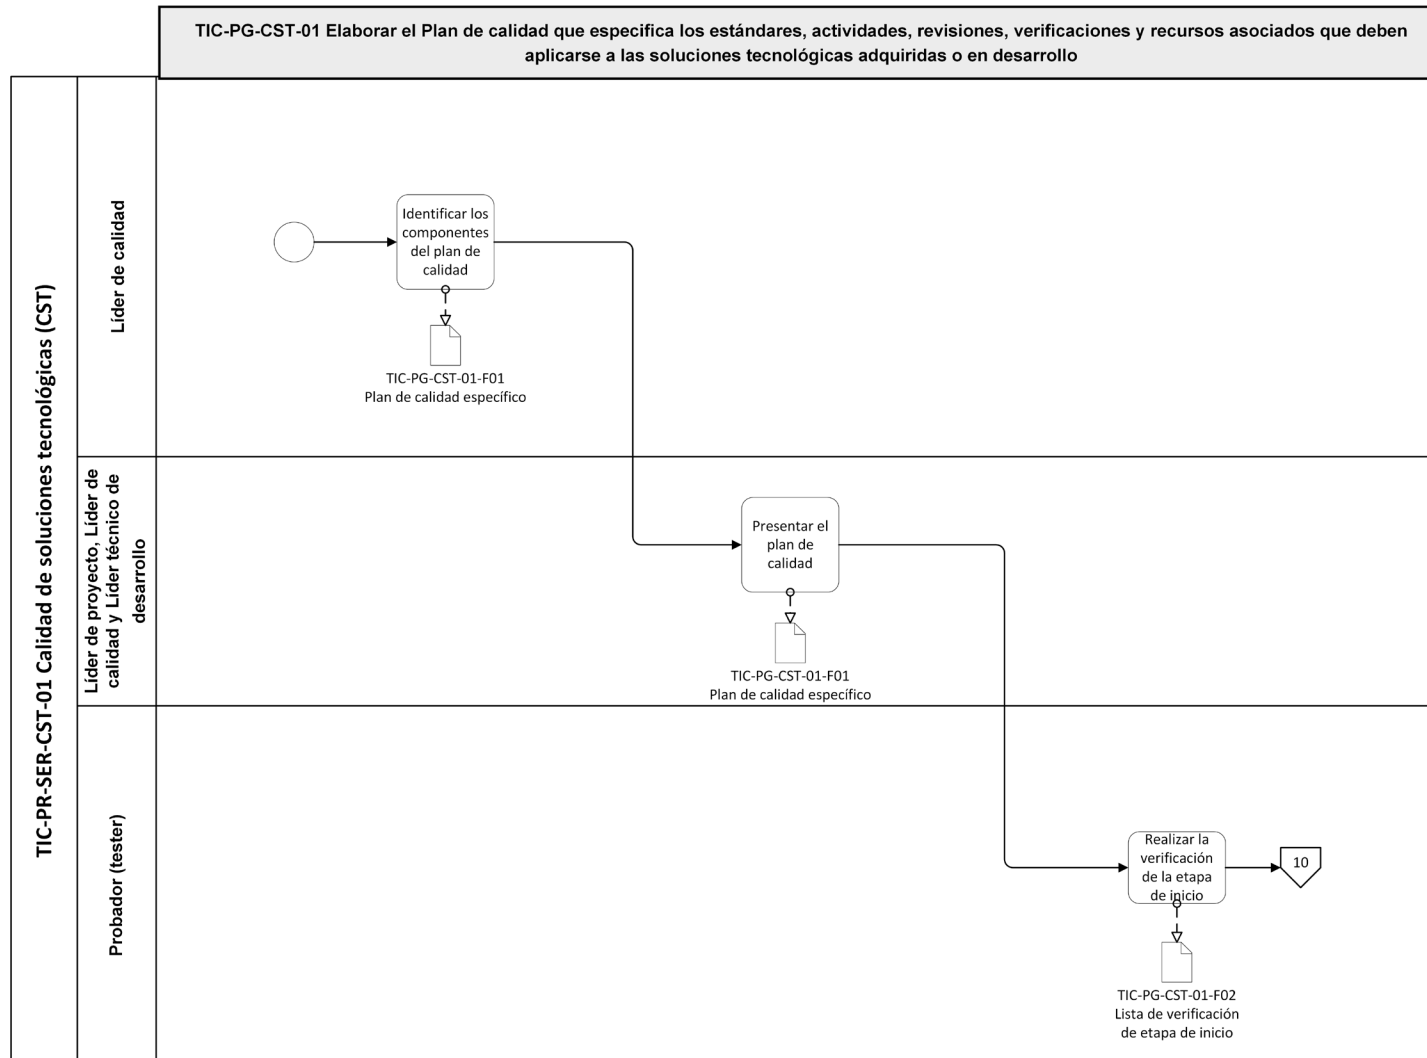 TIC-PG-CST-01 Elaborar el Plan de calidad que especifica los estándares, actividades, revisiones, verificaciones y recursos asociados que deben
aplicarse a las soluciones tecnológicas adquiridas o en desarrollo
TIC-PR-SER-CST-01 Calidad de soluciones tecnológicas (CST)
Líder de calidad
Identificar los
componentes
del plan de
calidad
TIC-PG-CST-01-F01
Plan de calidad específico
Líder de proyecto, Líder de
calidad y Líder técnico de
desarrollo
Presentar el
plan de
calidad
TIC-PG-CST-01-F01
Plan de calidad específico
Probador (tester)
Realizar la
verificación
de la etapa
de inicio
10
TIC-PG-CST-01-F02
Lista de verificación
de etapa de inicio